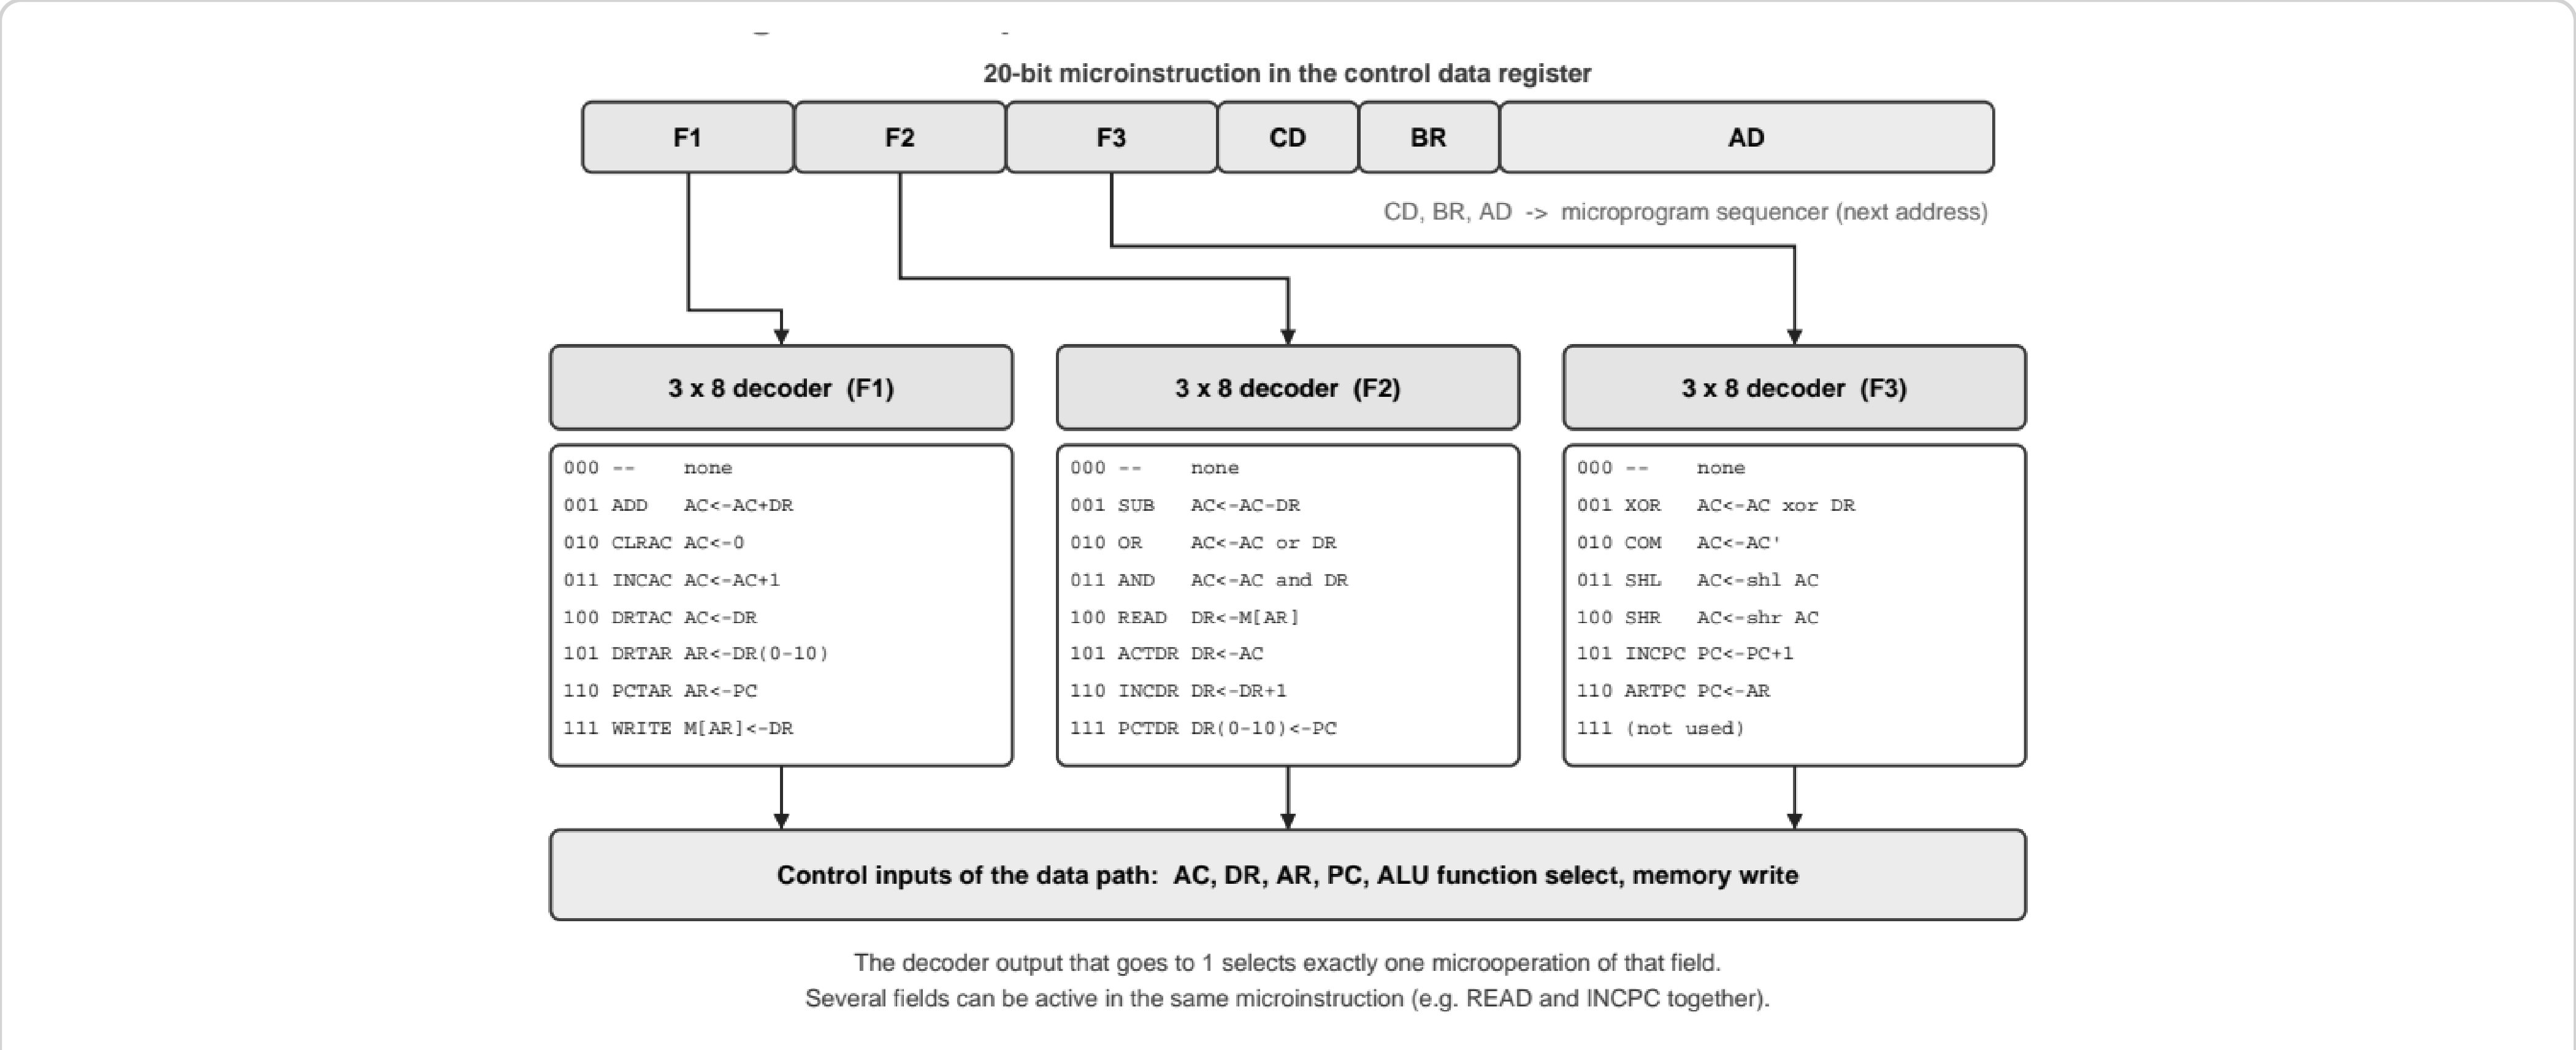 20-bit microinstruction in the control data register
F1 F2 F3 CD BR AD
CD, BR, AD -> microprogram sequencer (next address)
3 x 8 decoder (F1)
000 -- none
001 ADD AC<-AC+DR
010 CLRAC AC<-0
011 INCAC AC<-AC+1
100 DRTAC AC<-DR
101 DRTAR AR<-DR(0-10)
110 PCTAR AR<-PC
111 WRITE M[AR]<-DR
3 x 8 decoder (F2)
000 -- none
001 SUB AC<-AC-DR
010 OR AC<-AC or DR
011 AND AC<-AC and DR
100 READ DR<-M[AR]
101 ACTDR DR<-AC
110 INCDR DR<-DR+1
111 PCTDR DR(0-10)<-PC
3 x 8 decoder (F3)
000 -- none
001 XOR AC<-AC xor DR
010 COM AC<-AC'
011 SHL AC<-shl AC
100 SHR AC<-shr AC
101 INCPC PC<-PC+1
110 ARTPC PC<-AR
111 (not used)
Control inputs of the data path: AC, DR, AR, PC, ALU function select, memory write
The decoder output that goes to 1 selects exactly one microoperation of that field.
Several fields can be active in the same microinstruction (e.g. READ and INCPC together).